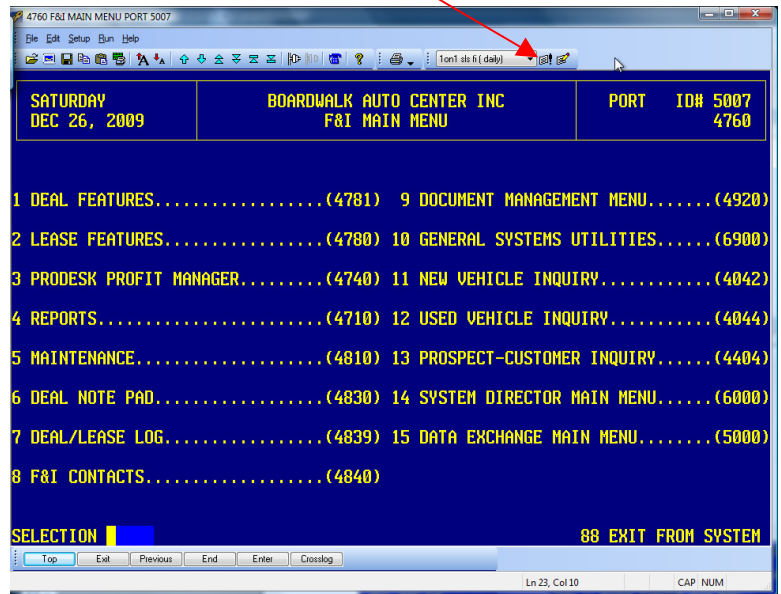 4760 F&I MAIN MENU PORT 5007
File Edit Setup Run Help
1on1 sls fi ( daily)
SATURDAY BOARDWALK AUTO CENTER INC PORT ID# 5007
DEC 26, 2009 F&I MAIN MENU 4760
1 DEAL FEATURES..................(4781) 9 DOCUMENT MANAGEMENT MENU.......(4920)
2 LEASE FEATURES.................(4780) 10 GENERAL SYSTEMS UTILITIES......(6900)
3 PRODESK PROFIT MANAGER.........(4740) 11 NEW VEHICLE INQUIRY............(4042)
4 REPORTS........................(4710) 12 USED VEHICLE INQUIRY...........(4044)
5 MAINTENANCE....................(4810) 13 PROSPECT-CUSTOMER INQUIRY......(4404)
6 DEAL NOTE PAD..................(4830) 14 SYSTEM DIRECTOR MAIN MENU......(6000)
7 DEAL/LEASE LOG.................(4839) 15 DATA EXCHANGE MAIN MENU........(5000)
8 F&I CONTACTS...................(4840)
SELECTION 88 EXIT FROM SYSTEM
Top Exit Previous End Enter Crosslog
Ln 23, Col 10 CAP NUM